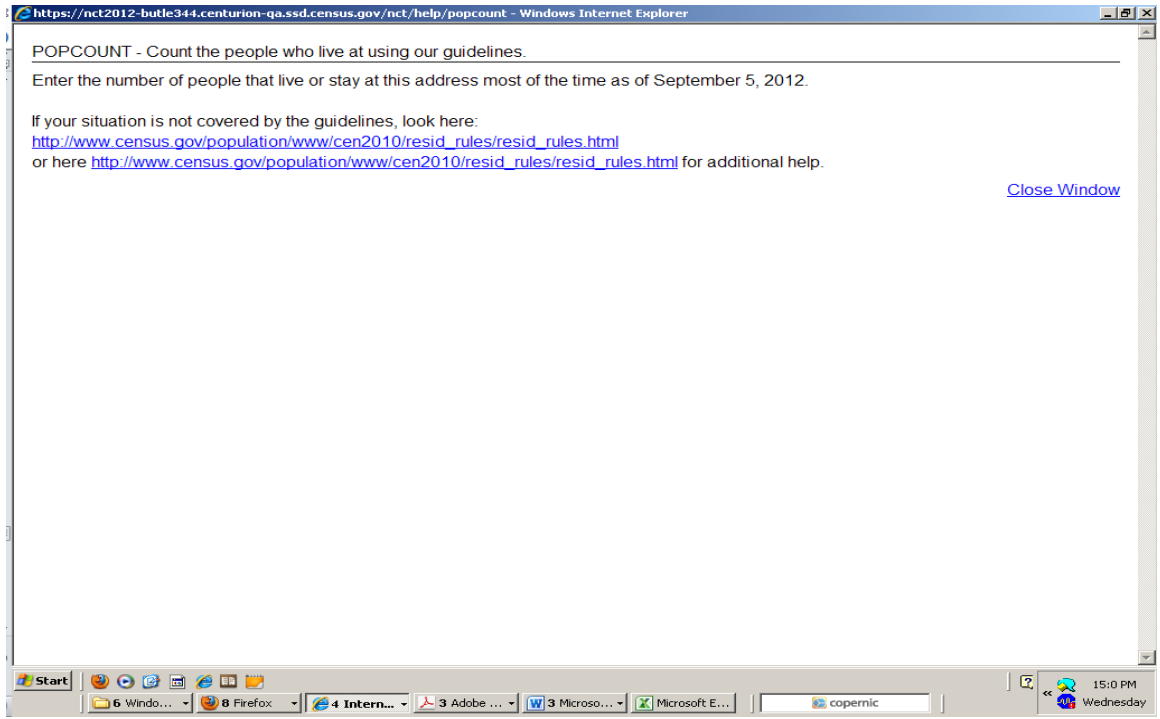 https://nct2012-butle344.centurion-qa.ssd.census.gov/nct/help/popcount - Windows Internet Explorer
POPCOUNT - Count the people who live at using our guidelines.
Enter the number of people that live or stay at this address most of the time as of September 5, 2012.
If your situation is not covered by the guidelines, look here:
http://www.census.gov/population/www/cen2010/resid_rules/resid_rules.html
or here http://www.census.gov/population/www/cen2010/resid_rules/resid_rules.html for additional help.
Close Window
Start
15:0 PM
6 Windo... 8 Firefox 4 Intern... 3 Adobe ... 3 Microso... Microsoft E... copernic
Wednesday